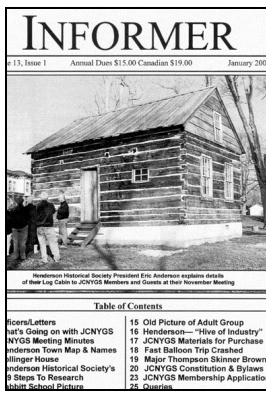 INFORMER
e 13, Issue 1 Annual Dues $15.00 Canadian $19.00 January 200
Henderson Historical Society President Eric Anderson explains details
of their Log Cabin to JCNYGS Members and Guests at their November Meeting
Table of Contents
ficers/Letters
hat's Going on with JCNYGS
NYGS Meeting Minutes
enderson Town Map & Names
ollinger House
enderson Historical Society's
9 Steps To Research
abbitt School Picture
15 Old Picture of Adult Group
16 Henderson— "Hive of Industry"
17 JCNYGS Materials for Purchase
18 Fast Balloon Trip Crashed
19 Major Thompson Skinner Brown
20 JCNYGS Constitution & Bylaws
23 JCNYGS Membership Applicatio
25 Queries